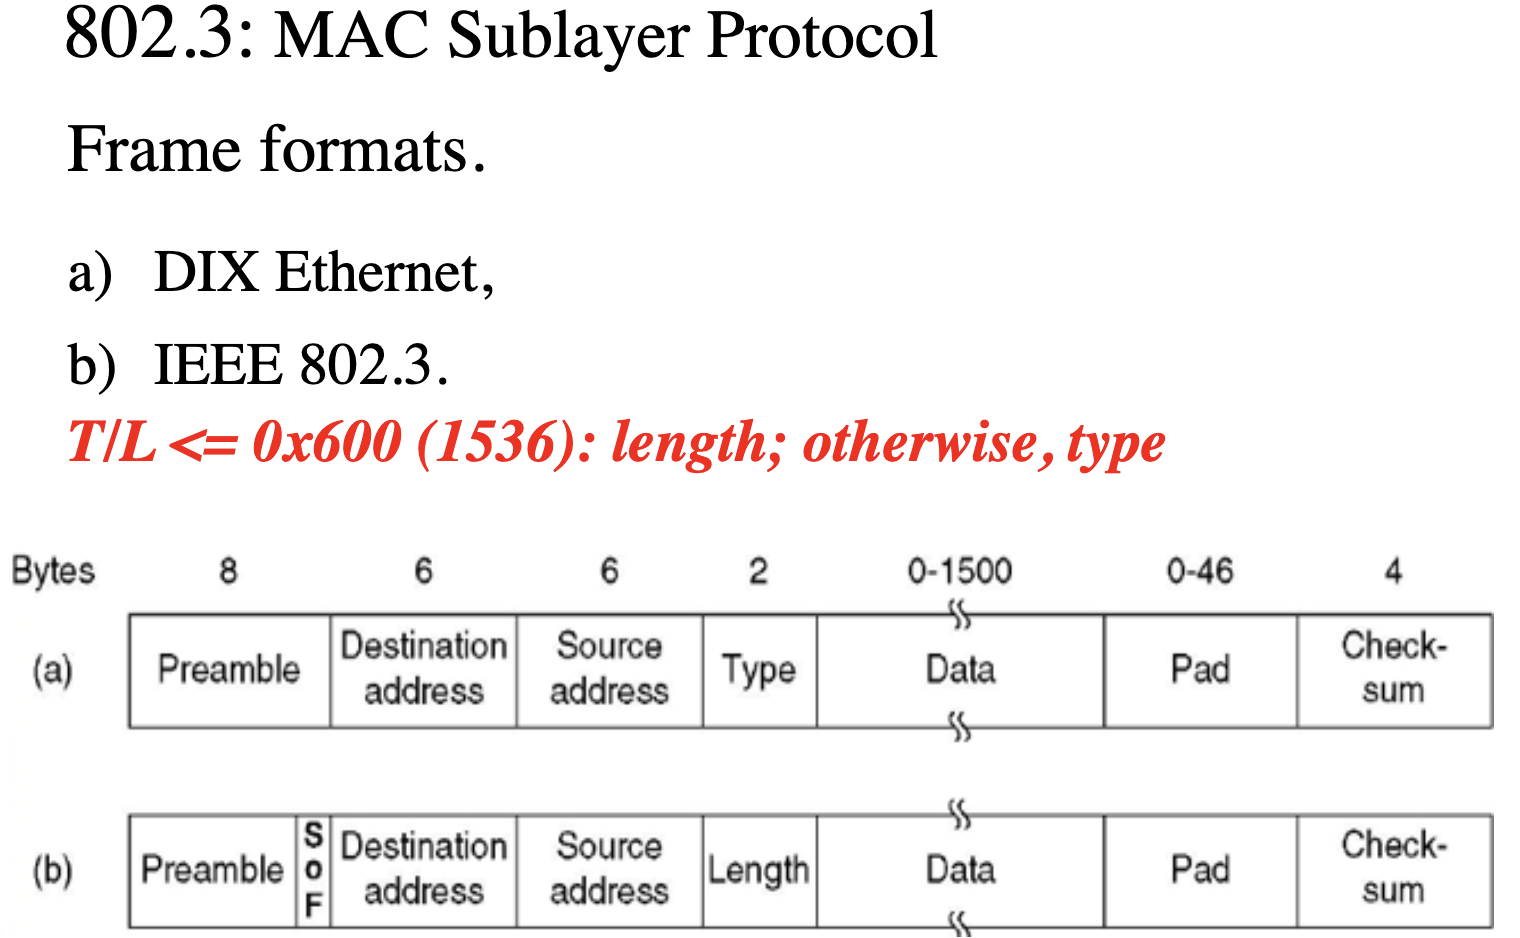 802.3: MAC Sublayer Protocol
Frame formats.
a) DIX Ethernet,
b) IEEE 802.3.
T/L <= 0x600 (1536): length; otherwise, type
Bytes 8 6 6 2 0-1500 0-46 4
(a) Preamble Destination address Source address Type Data Pad Check-sum
(b) Preamble SoF Destination address Source address Length Data Pad Check-sum